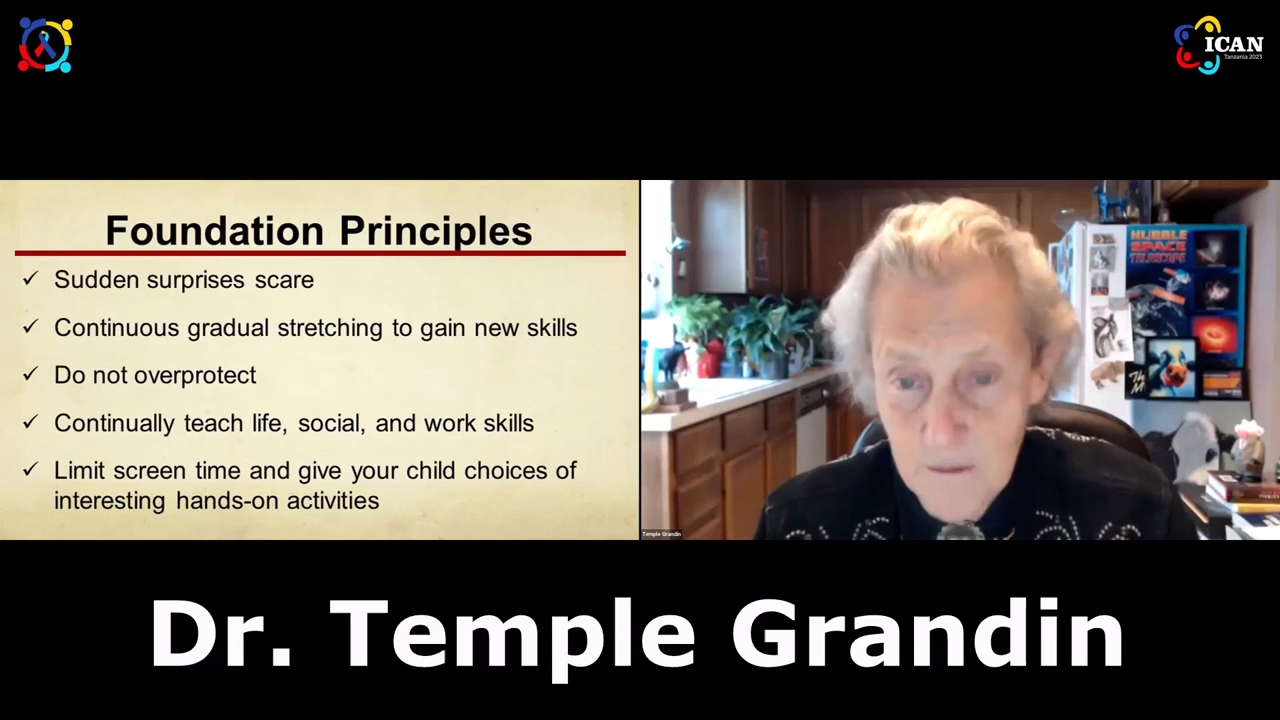 ICAN
Tanzania 2023
Foundation Principles
✓ Sudden surprises scare
✓ Continuous gradual stretching to gain new skills
✓ Do not overprotect
✓ Continually teach life, social, and work skills
✓ Limit screen time and give your child choices of
interesting hands-on activities
HUBBLE
SPACE
TELESCOPE
Temple Grandin
Dr. Temple Grandin